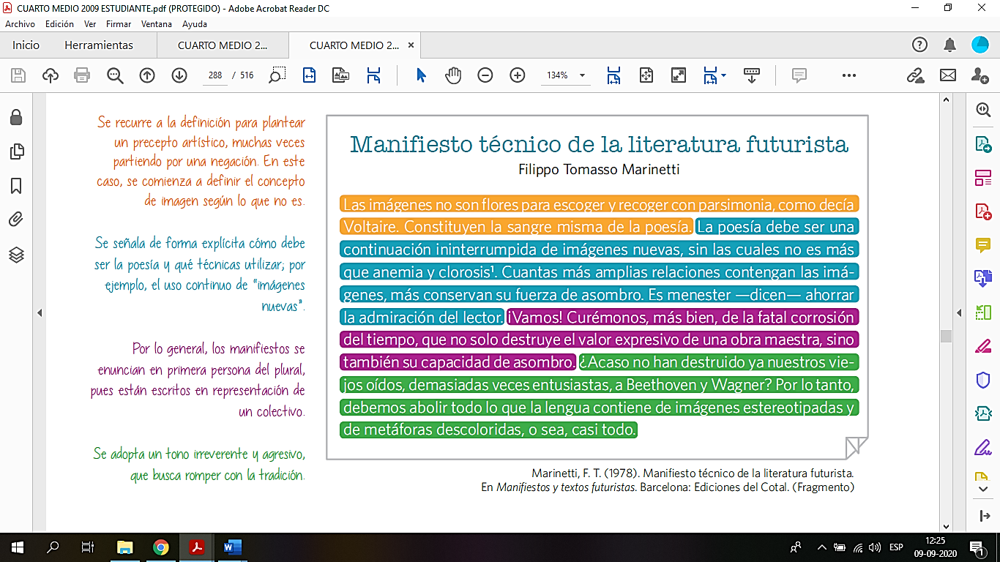 CUARTO MEDIO 2009 ESTUDIANTE.pdf (PROTEGIDO) - Adobe Acrobat Reader DC
Archivo Edición Ver Firmar Ventana Ayuda
Inicio Herramientas CUARTO MEDIO 2... CUARTO MEDIO 2... ×
288 / 516 134%
Se recurre a la definición para plantear
un precepto artístico, muchas veces
partiendo por una negación. En este
caso, se comienza a definir el concepto
de imagen según lo que no es.
Se señala de forma explícita cómo debe
ser la poesía y qué técnicas utilizar; por
ejemplo, el uso continuo de “imágenes
nuevas”.
Por lo general, los manifiestos se
enuncian en primera persona del plural,
pues están escritos en representación de
un colectivo.
Se adopta un tono irreverente y agresivo,
que busca romper con la tradición.
Manifiesto técnico de la literatura futurista
Filippo Tomasso Marinetti
Las imágenes no son flores para escoger y recoger con parsimonia, como decía
Voltaire. Constituyen la sangre misma de la poesía. La poesía debe ser una
continuación ininterrumpida de imágenes nuevas, sin las cuales no es más
que anemia y clorosis¹. Cuantas más amplias relaciones contengan las imá-
genes, más conservan su fuerza de asombro. Es menester —dicen— ahorrar
la admiración del lector. ¡Vamos! Curémonos, más bien, de la fatal corrosión
del tiempo, que no solo destruye el valor expresivo de una obra maestra, sino
también su capacidad de asombro. ¿Acaso no han destruido ya nuestros vie-
jos oídos, demasiadas veces entusiastas, a Beethoven y Wagner? Por lo tanto,
debemos abolir todo lo que la lengua contiene de imágenes estereotipadas y
de metáforas descoloridas, o sea, casi todo.
Marinetti, F. T. (1978). Manifiesto técnico de la literatura futurista.
En Manifiestos y textos futuristas. Barcelona: Ediciones del Cotal. (Fragmento)
ESP 12:25
09-09-2020 1